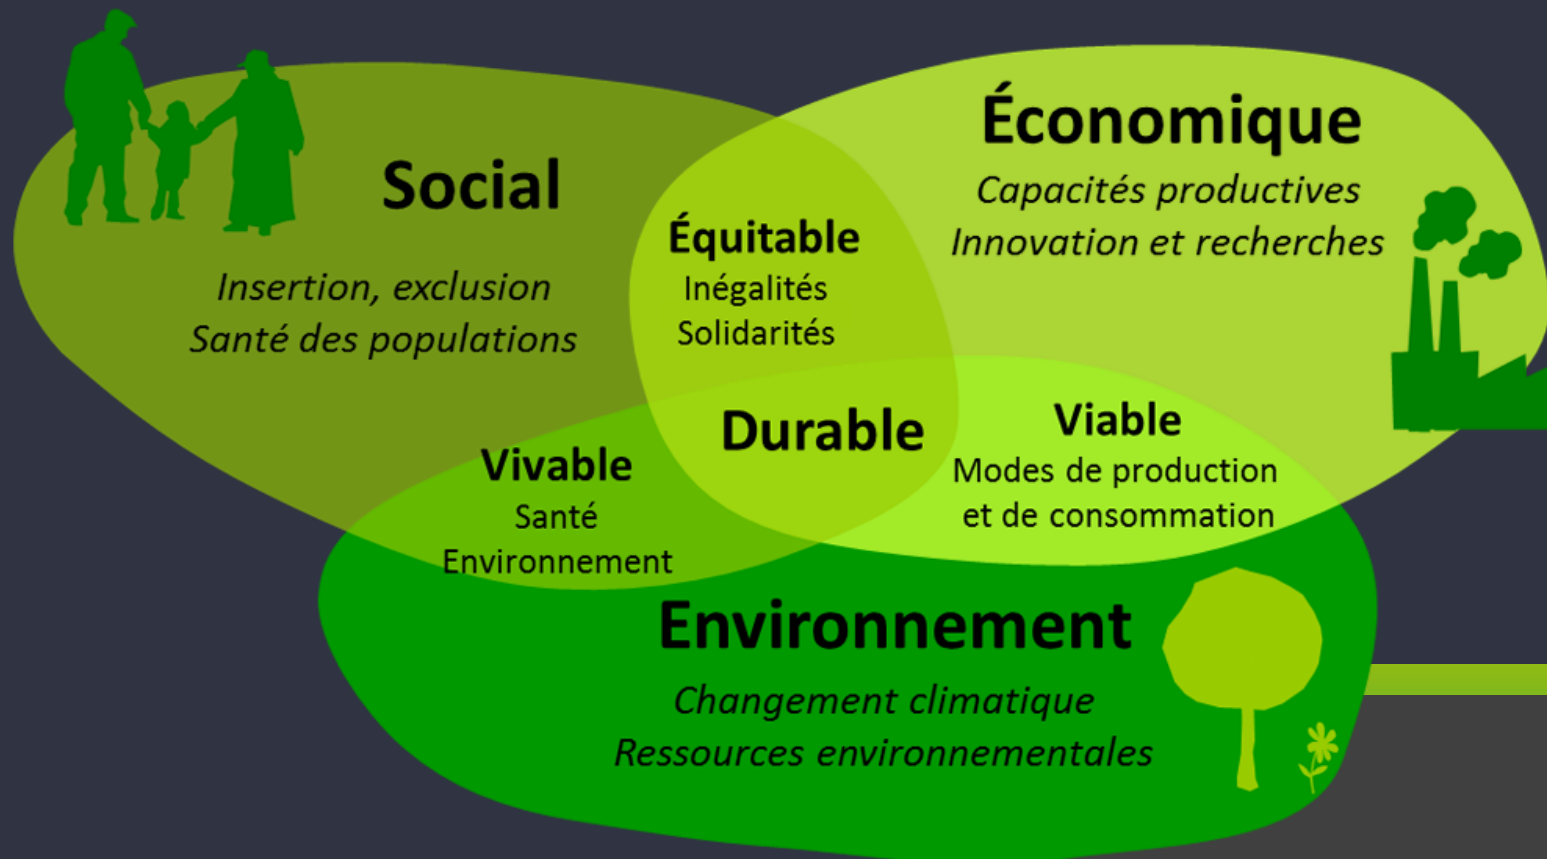 Social
Insertion, exclusion
Santé des populations
Équitable
Inégalités
Solidarités
Économique
Capacités productives
Innovation et recherches
Vivable
Santé
Environnement
Durable
Viable
Modes de production
et de consommation
Environnement
Changement climatique
Ressources environnementales